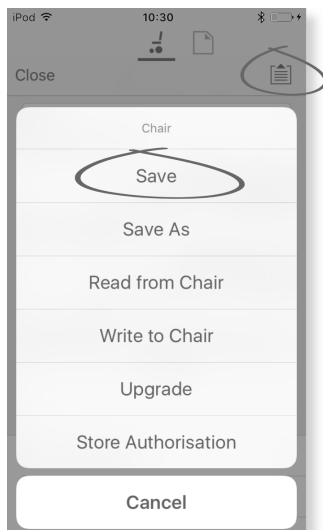 iPod 10:30
Close
Chair
Save
Save As
Read from Chair
Write to Chair
Upgrade
Store Authorisation
Cancel